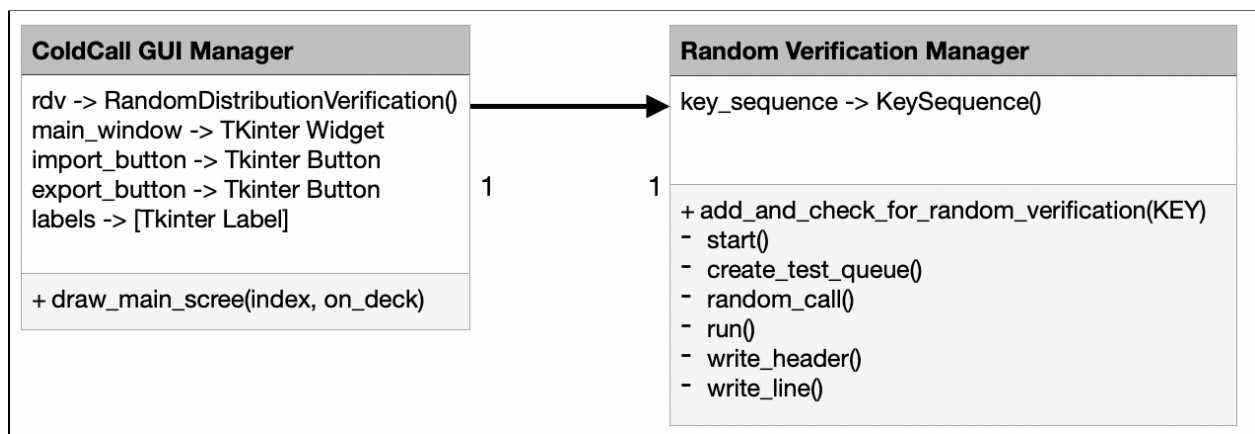 ColdCall GUI Manager
rdv -> RandomDistributionVerification()
main_window -> TKinter Widget
import_button -> Tkinter Button
export_button -> Tkinter Button
labels -> [Tkinter Label]
+ draw_main_scree(index, on_deck)
1
1
Random Verification Manager
key_sequence -> KeySequence()
+ add_and_check_for_random_verification(KEY)
- start()
- create_test_queue()
- random_call()
- run()
- write_header()
- write_line()